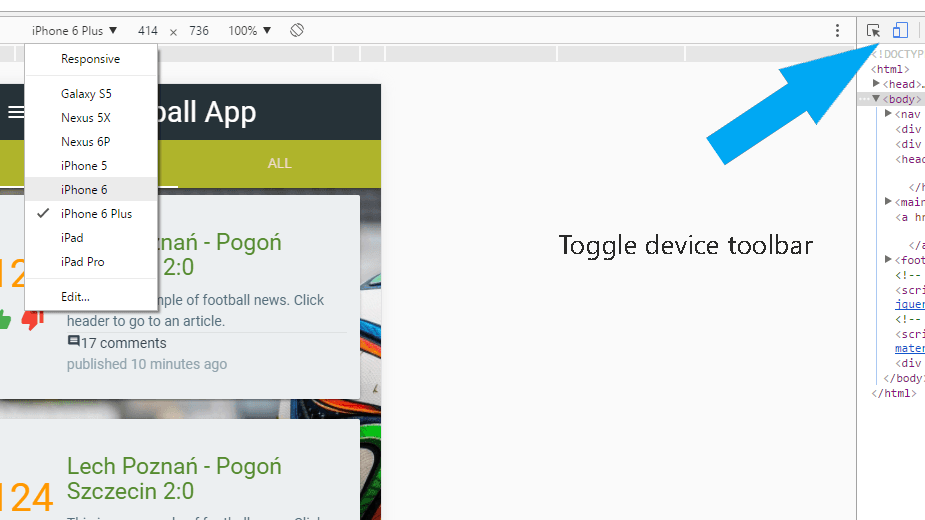 iPhone 6 Plus ▼ 414 × 736 100% ▼
Responsive
Galaxy S5
Nexus 5X
Nexus 6P
iPhone 5
iPhone 6
iPhone 6 Plus
iPad
iPad Pro
Edit...
ball App
ALL
Toggle device toolbar
znań - Pogoń
2:0
12
mple of football news. Click
header to go to an article.
17 comments
published 10 minutes ago
Lech Poznań - Pogoń
Szczecin 2:0
124
<!DOCTYP
<html>
<head>…
<body>
<nav
<div
<div
<head
</h
<main
<a hr
</a
<foot
<!--
<scri
jquer
<!--
<scri
mater
<div
</body>
</html>